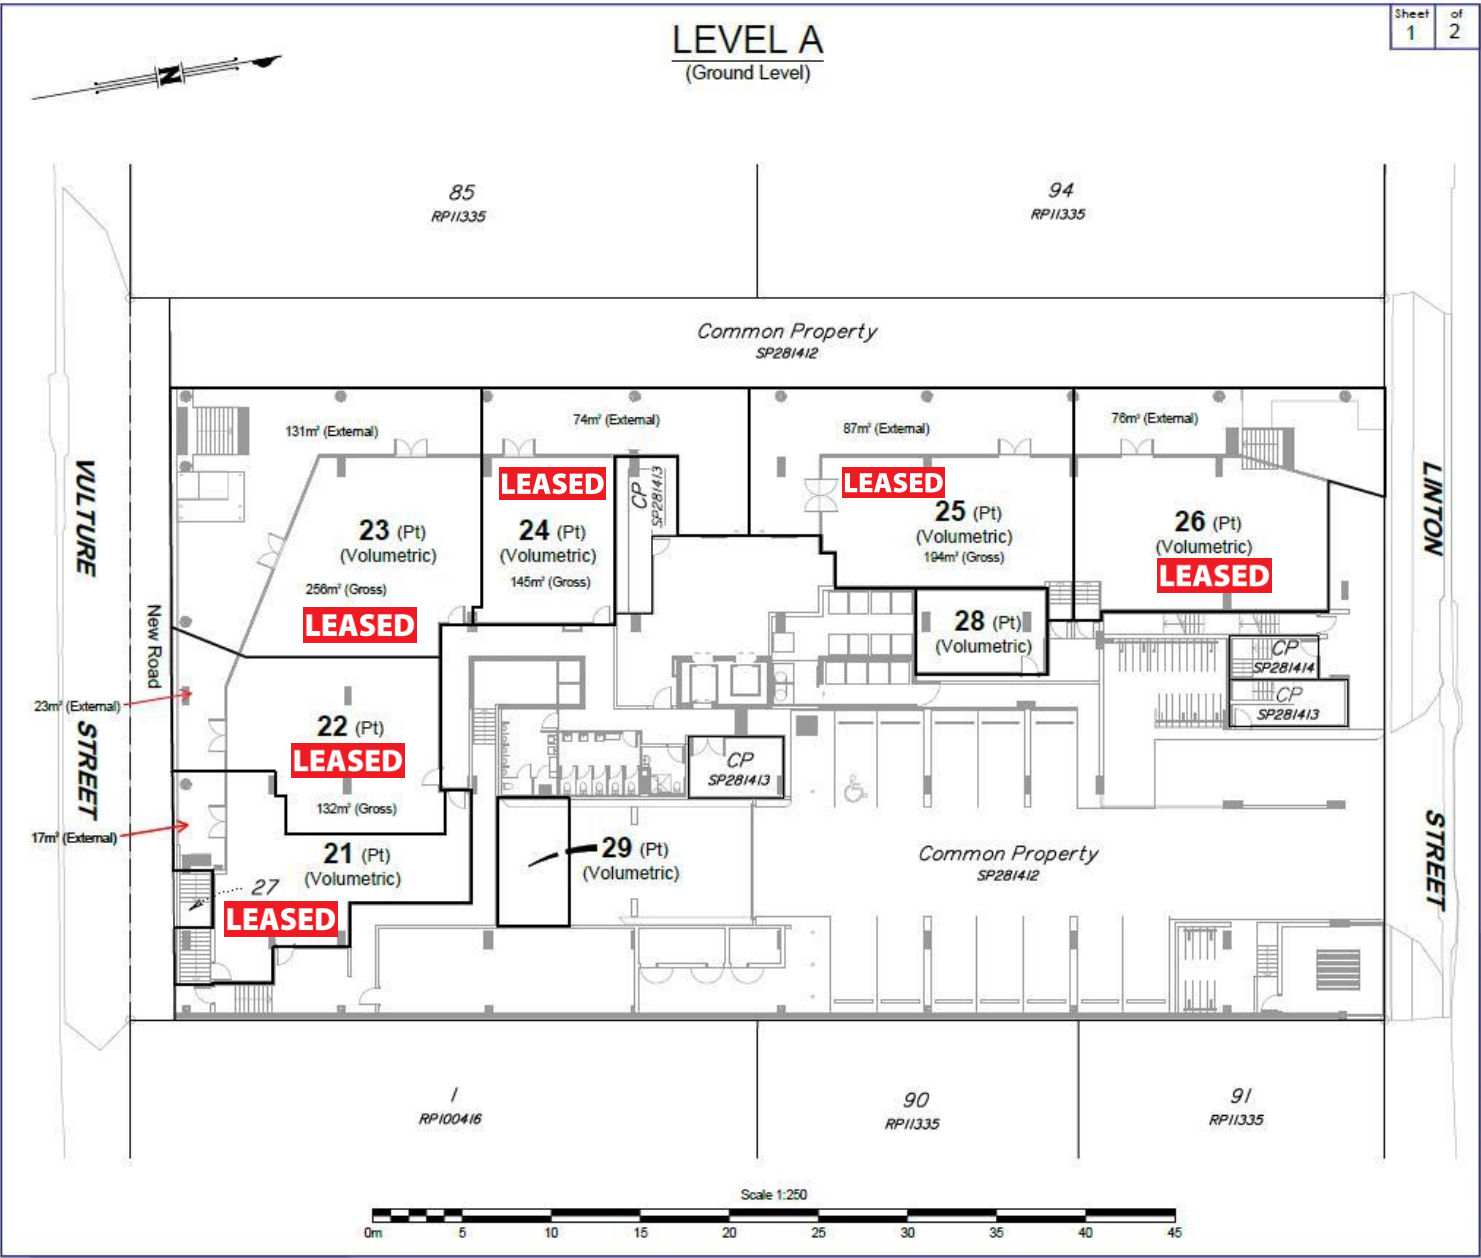 Sheet of
1 2
LEVEL A
(Ground Level)
N
85
RP11335
94
RP11335
Common Property
SP281412
131m² (External)
74m² (External)
87m² (External)
76m² (External)
LEASED
23 (Pt)
(Volumetric)
256m² (Gross)
LEASED
24 (Pt)
(Volumetric)
145m² (Gross)
CP
SP281413
LEASED
25 (Pt)
(Volumetric)
194m² (Gross)
26 (Pt)
(Volumetric)
LEASED
VULTURE
STREET
LINTON
STREET
New Road
28 (Pt)
(Volumetric)
CP
SP281414
CP
SP281413
23m² (External)
22 (Pt)
LEASED
132m² (Gross)
CP
SP281413
17m² (External)
21 (Pt)
(Volumetric)
27
LEASED
29 (Pt)
(Volumetric)
Common Property
SP281412
1
RP100416
90
RP11335
91
RP11335
Scale 1:250
0m 5 10 15 20 25 30 35 40 45